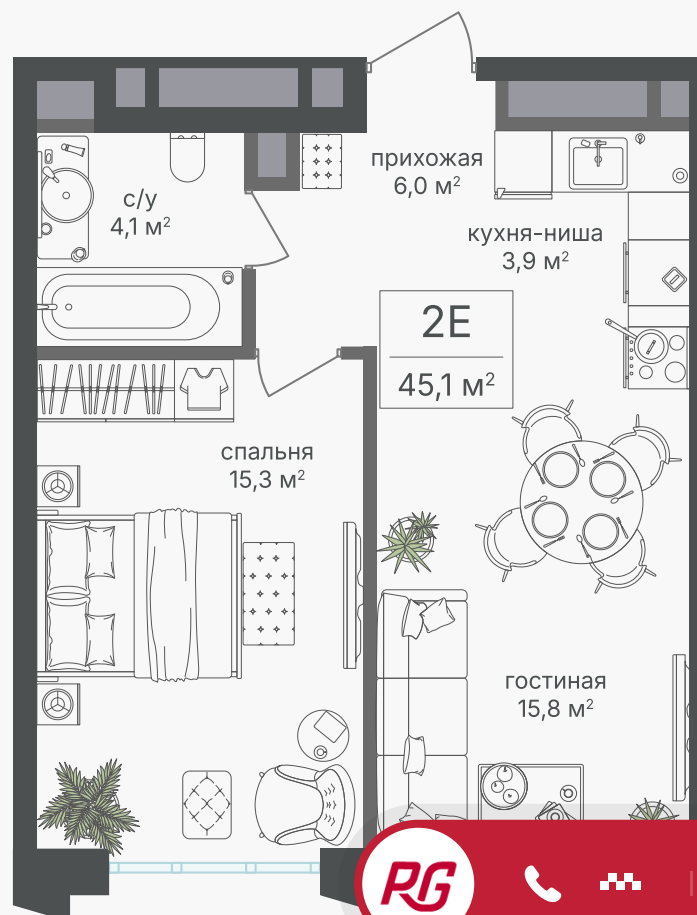 прихожая
6,0 м²
с/у
4,1 м²
кухня-ниша
3,9 м²
2Е
45,1 м²
спальня
15,3 м²
гостиная
15,8 м²
PG